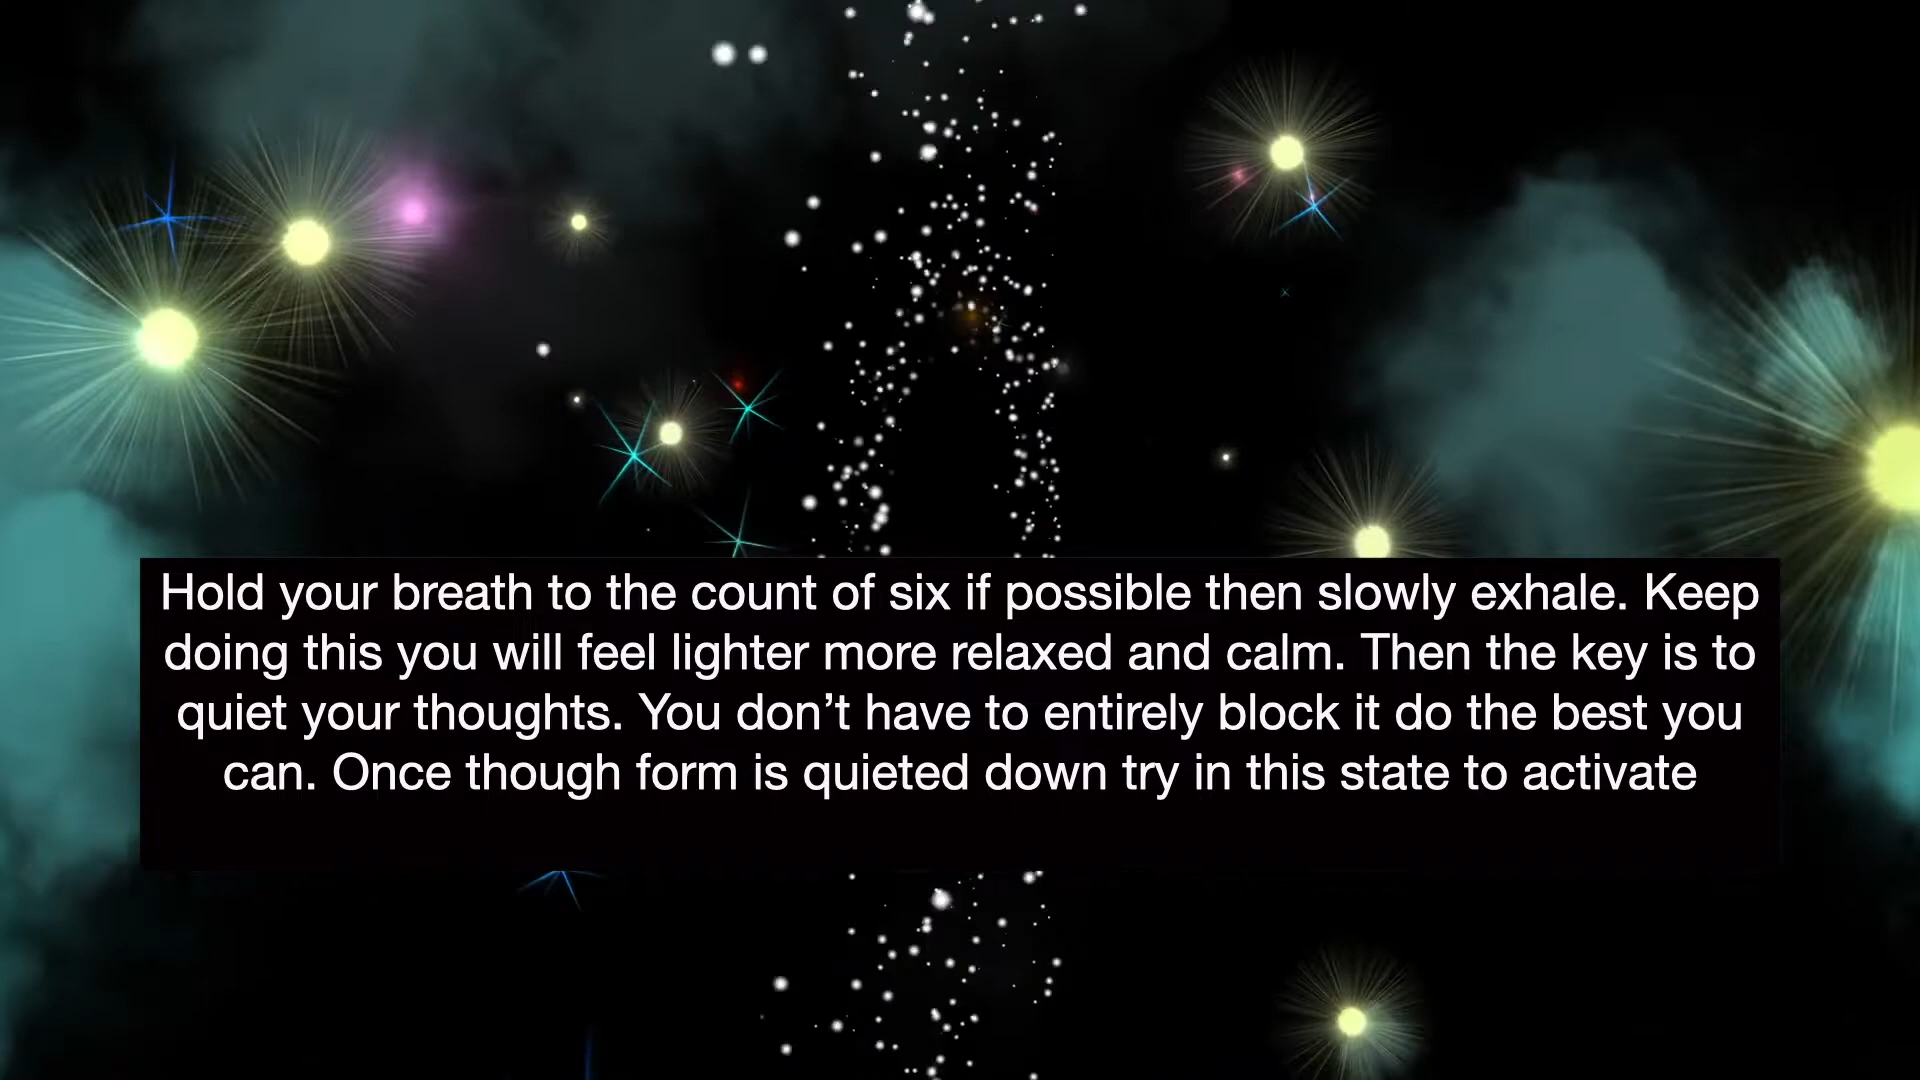 Hold your breath to the count of six if possible then slowly exhale. Keep
doing this you will feel lighter more relaxed and calm. Then the key is to
quiet your thoughts. You don’t have to entirely block it do the best you
can. Once though form is quieted down try in this state to activate